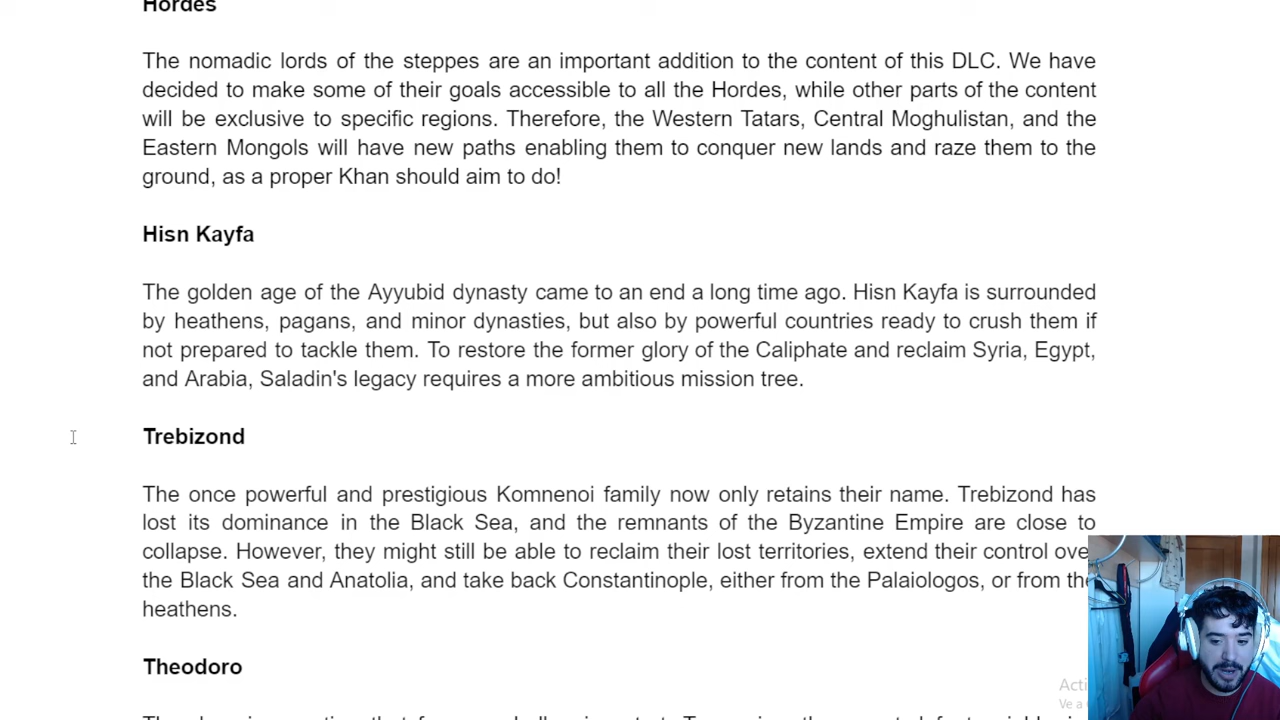 Hordes
The nomadic lords of the steppes are an important addition to the content of this DLC. We have
decided to make some of their goals accessible to all the Hordes, while other parts of the content
will be exclusive to specific regions. Therefore, the Western Tatars, Central Moghulistan, and the
Eastern Mongols will have new paths enabling them to conquer new lands and raze them to the
ground, as a proper Khan should aim to do!
Hisn Kayfa
The golden age of the Ayyubid dynasty came to an end a long time ago. Hisn Kayfa is surrounded
by heathens, pagans, and minor dynasties, but also by powerful countries ready to crush them if
not prepared to tackle them. To restore the former glory of the Caliphate and reclaim Syria, Egypt,
and Arabia, Saladin's legacy requires a more ambitious mission tree.
Trebizond
The once powerful and prestigious Komnenoi family now only retains their name. Trebizond has
lost its dominance in the Black Sea, and the remnants of the Byzantine Empire are close to
collapse. However, they might still be able to reclaim their lost territories, extend their control ove
the Black Sea and Anatolia, and take back Constantinople, either from the Palaiologos, or from th
heathens.
Theodoro
Acti
Ve a